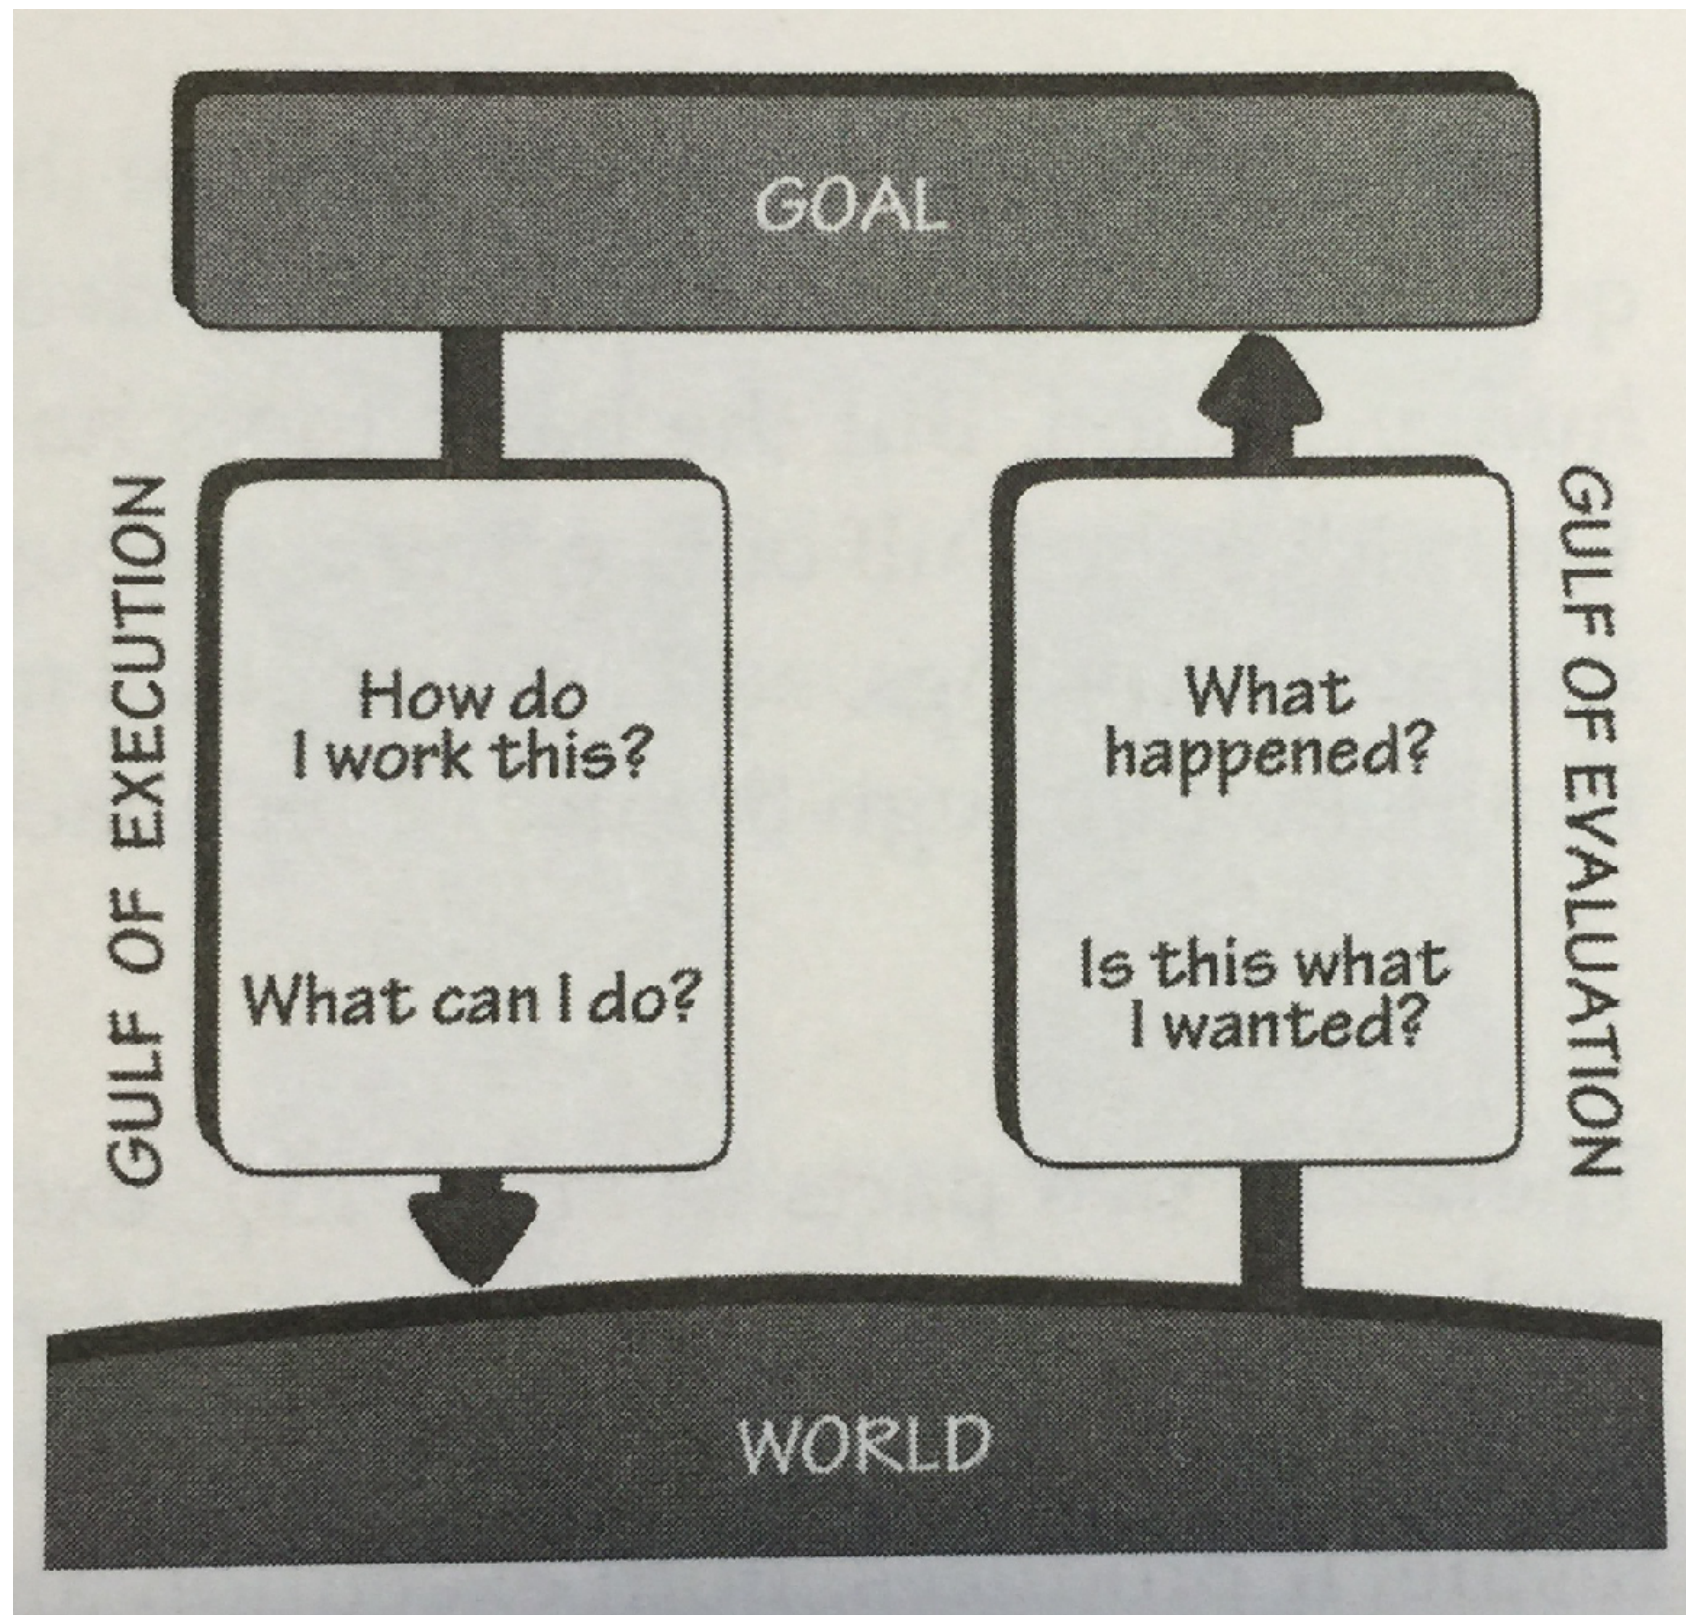 GOAL
GULF OF EXECUTION
How do
I work this?
What can I do?
What
happened?
Is this what
I wanted?
GULF OF EVALUATION
WORLD